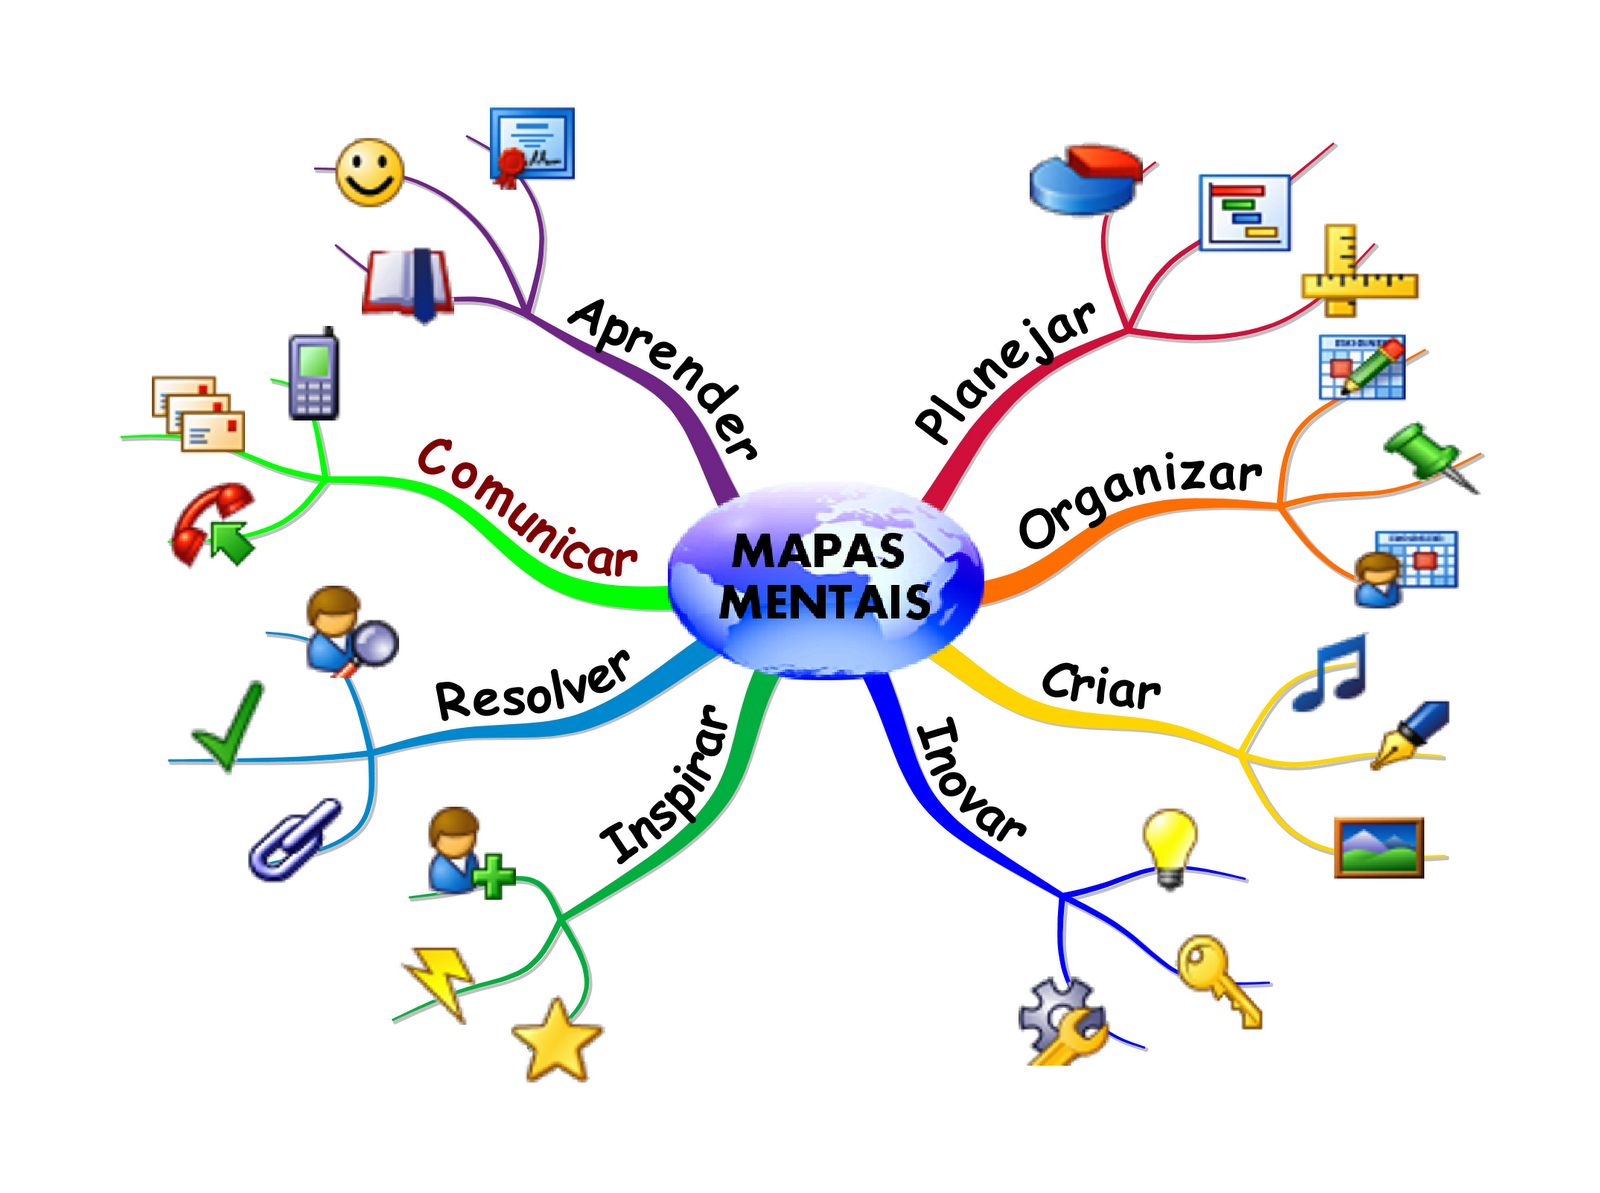 MAPAS
MENTAIS
Planejar
Organizar
Criar
Inovar
Inspirar
Resolver
Comunicar
Aprender